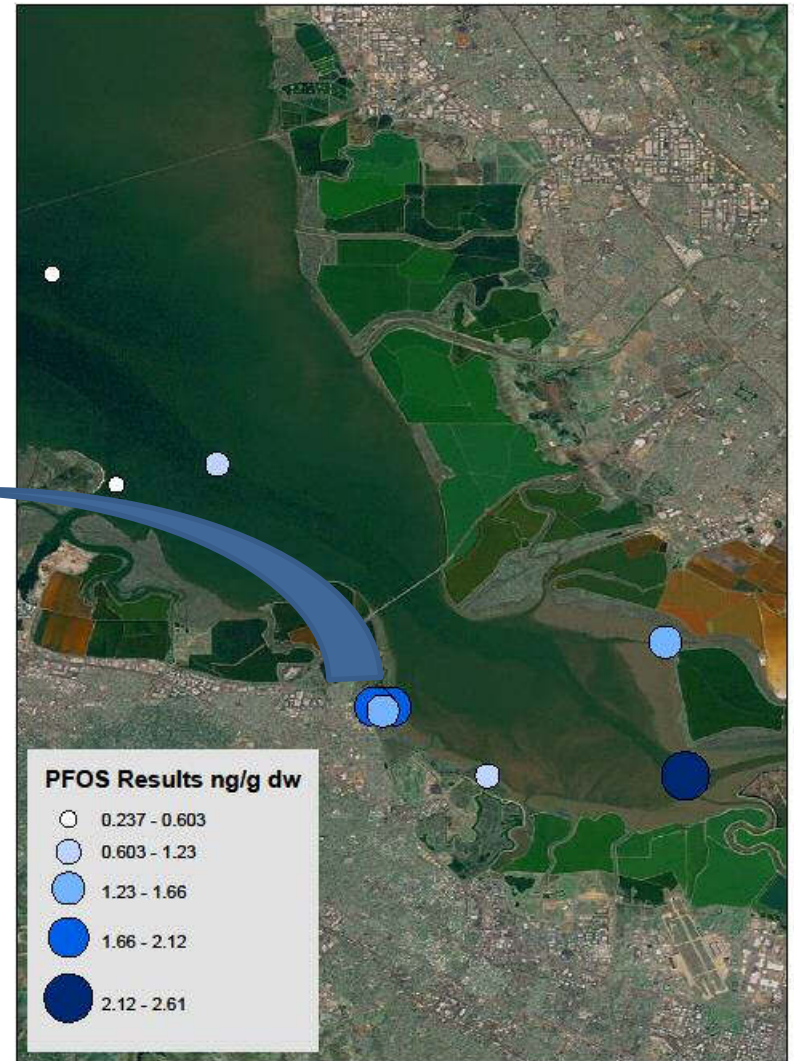 PFOS Results ng/g dw
0.237 - 0.603
0.603 - 1.23
1.23 - 1.66
1.66 - 2.12
2.12 - 2.61